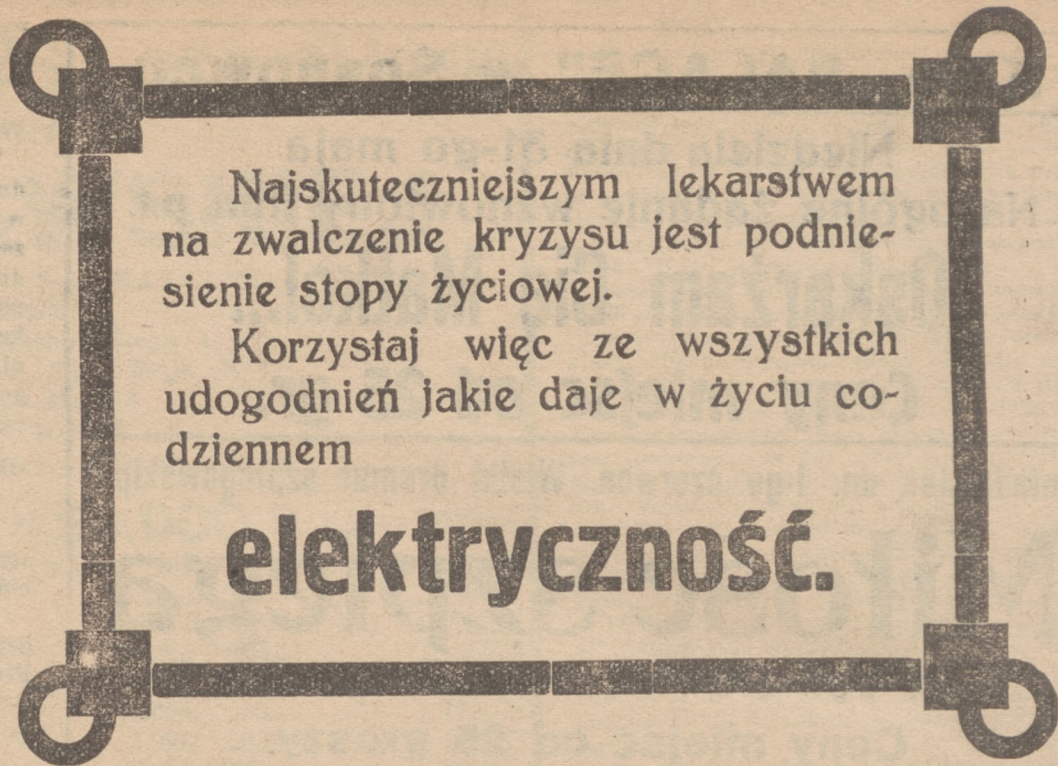 Najskuteczniejszym lekarstwem
na zwalczenie kryzysu jest podnie-
sienie stopy życiowej.
Korzystaj więc ze wszystkich
udogodnień jakie daje w życiu co-
dziennem
elektryczność.